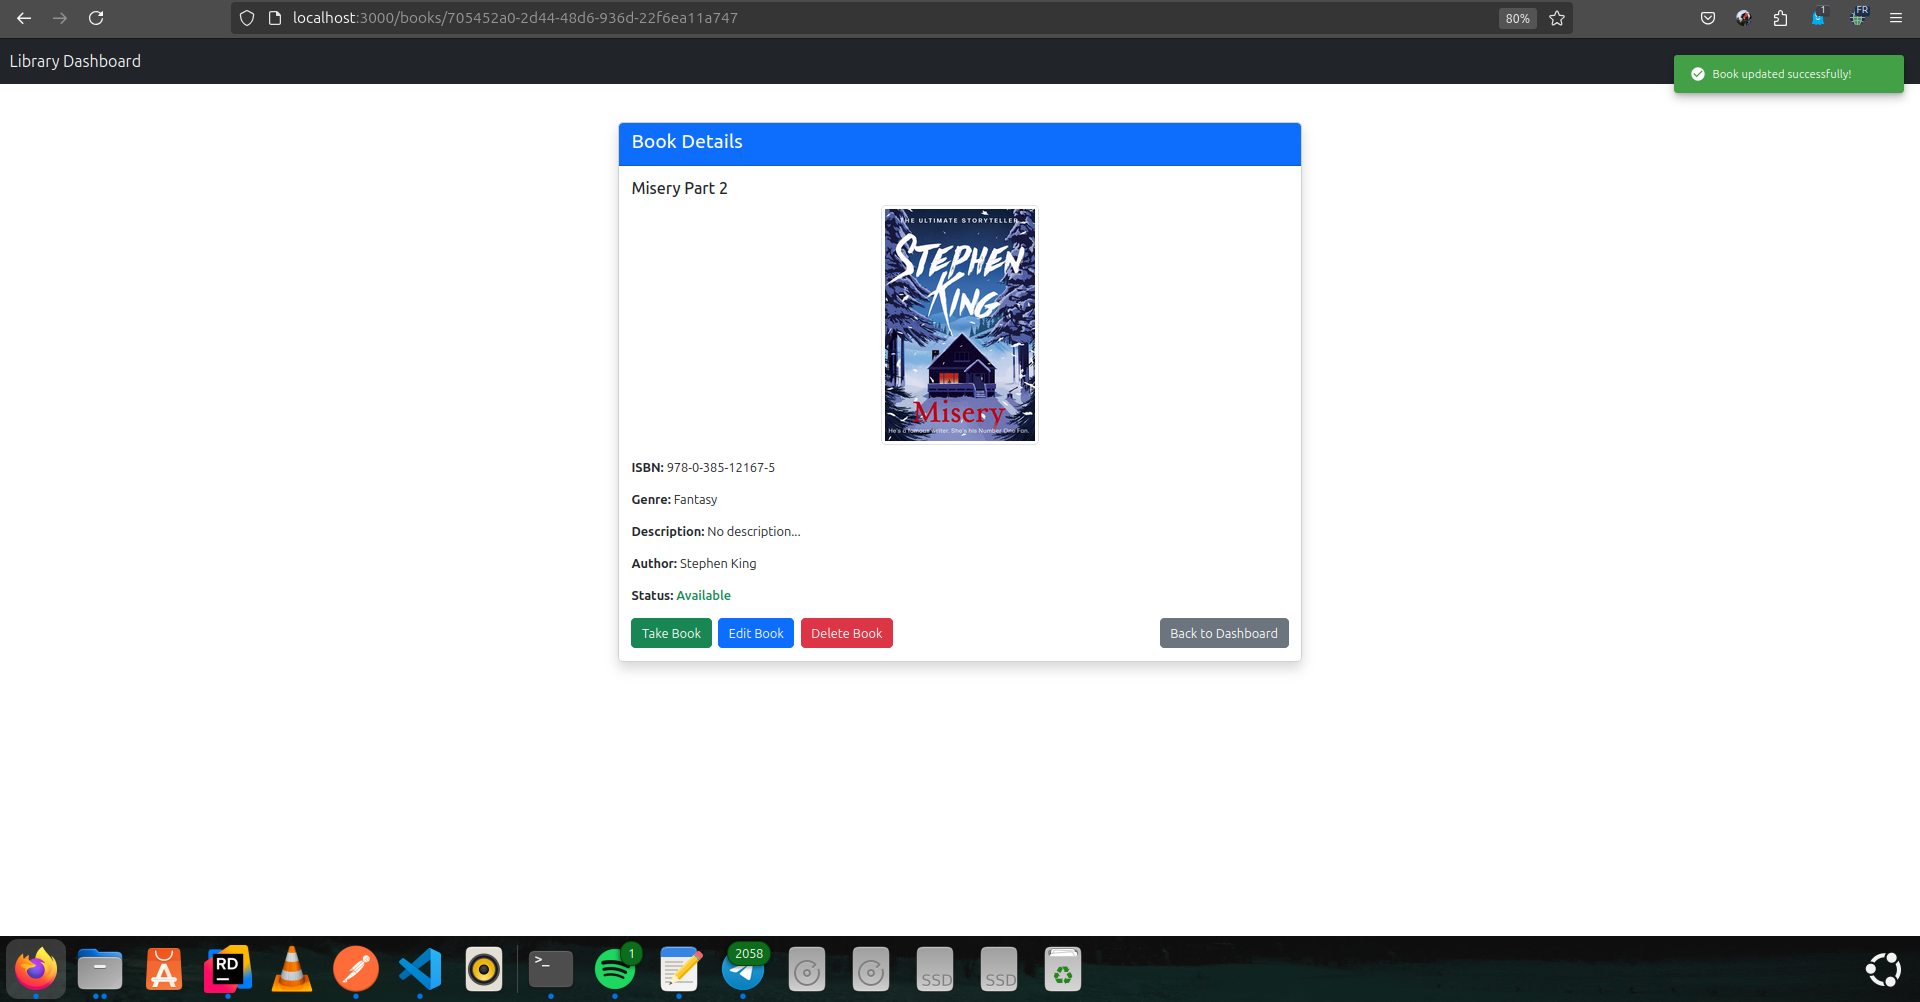 localhost:3000/books/705452a0-2d44-48d6-936d-22f6ea11a747
80%
1
FR
Library Dashboard
Book updated successfully!
Book Details
Misery Part 2
THE ULTIMATE STORYTELLER
STEPHEN
KING
Misery
He's a famous writer. She's his Number One Fan.
ISBN: 978-0-385-12167-5
Genre: Fantasy
Description: No description...
Author: Stephen King
Status: Available
Take Book
Edit Book
Delete Book
Back to Dashboard
A
RD
>_
1
2058
SSD
SSD